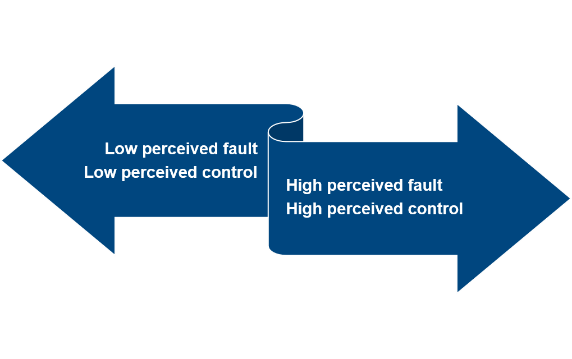 Low perceived fault
Low perceived control
High perceived fault
High perceived control